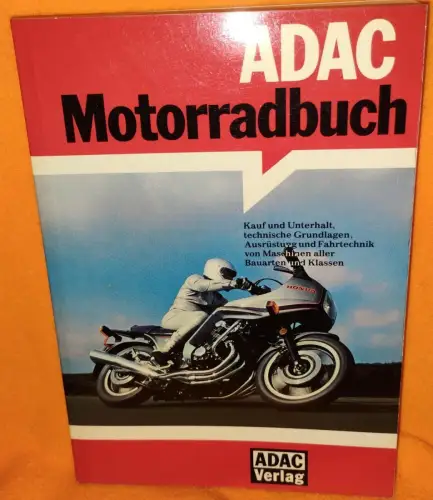 ADAC
Motorradbuch
Kauf und Unterhalt,
technische Grundlagen,
Ausrüstung und Fahrtechnik
von Maschinen aller
Bauarten und Klassen
HONDA
ADAC
Verlag